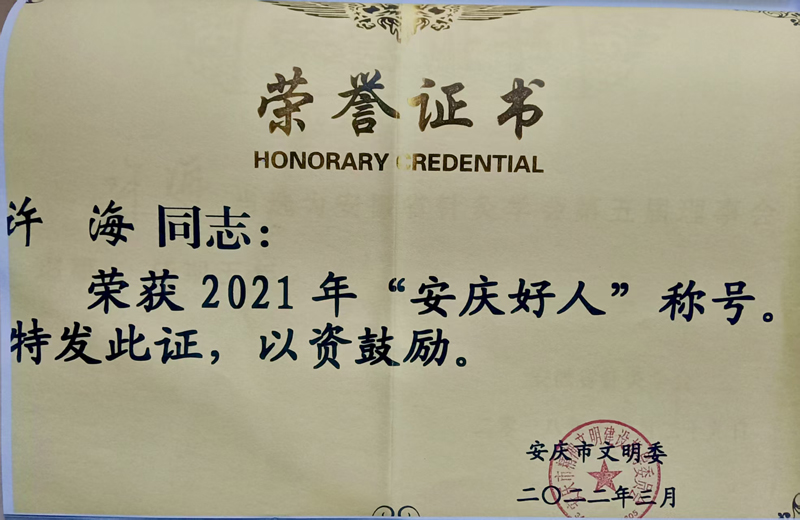 荣誉证书
HONORARY CREDENTIAL
许 海 同志:
荣获 2021 年“安庆好人”称号。
特发此证,以资鼓励。
安庆市文明委
二〇二二年三月